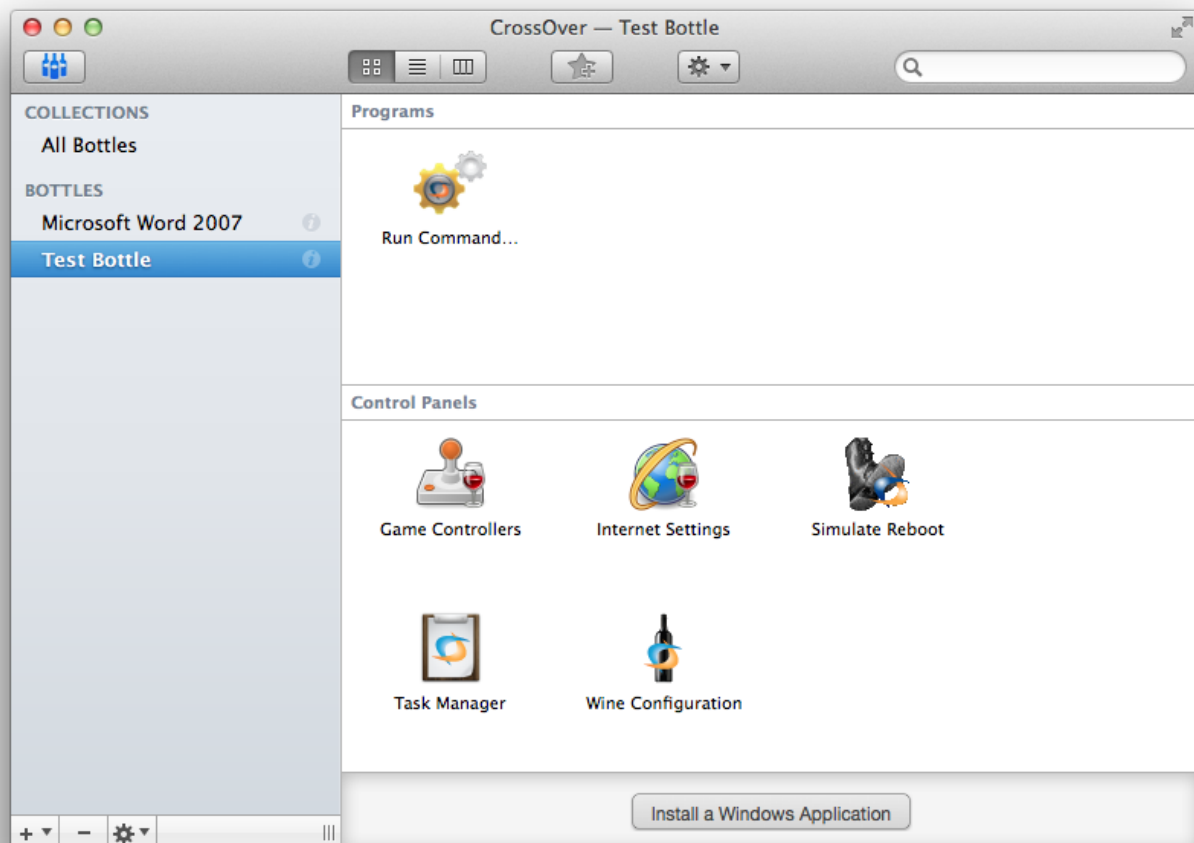 CrossOver — Test Bottle
COLLECTIONS
All Bottles
BOTTLES
Microsoft Word 2007
Test Bottle
Programs
Run Command...
Control Panels
Game Controllers
Internet Settings
Simulate Reboot
Task Manager
Wine Configuration
Install a Windows Application